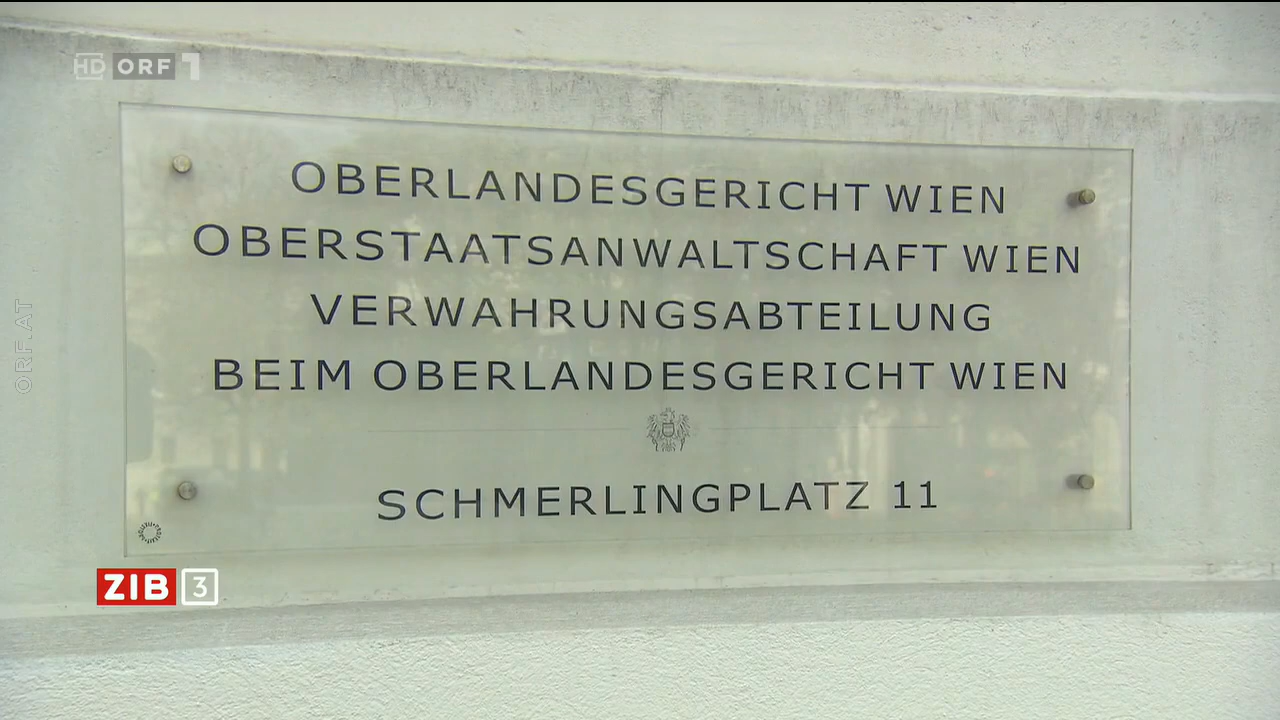 HD ORF 1
OBERLANDESGERICHT WIEN
OBERSTAATSANWALTSCHAFT WIEN
VERWAHRUNGSABTEILUNG
BEIM OBERLANDESGERICHT WIEN
SCHMERLINGPLATZ 11
ORF.AT
ZIB 3